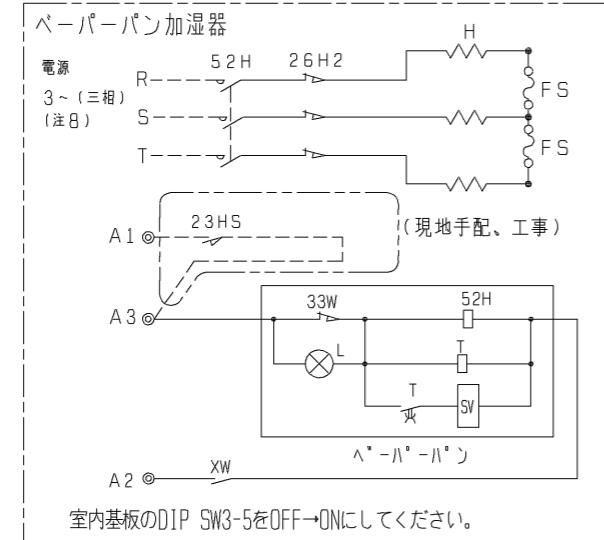 ベーパーパン加湿器
電源
3~(三相)
(注8)
R
52H
26H2
H
S
T
FS
FS
A1
23HS
(現地手配、工事)
A3
33W
52H
L
T
T
SV
ベーパーパン
A2
XW
室内基板のDIP SW3-5をOFF→ONにしてください。